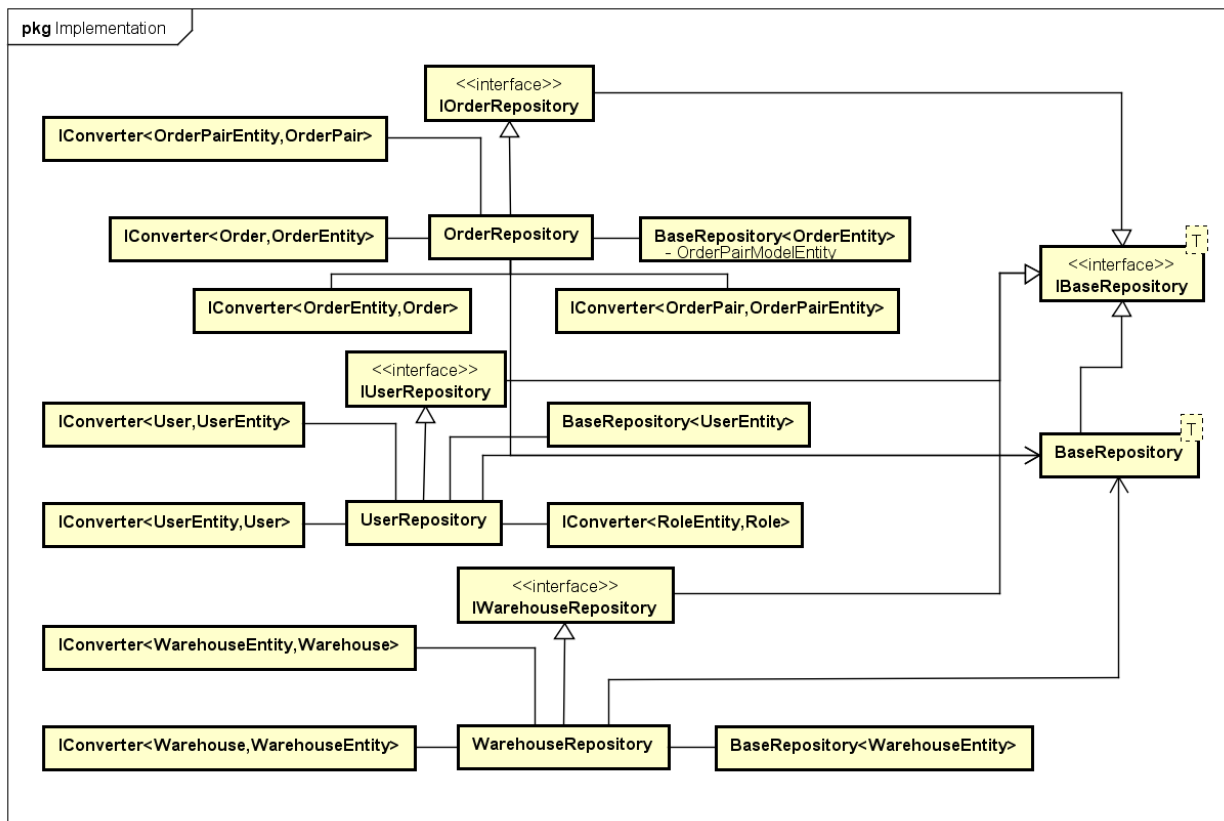 pkg Implementation
<<interface>>
IOrderRepository
IConverter<OrderPairEntity,OrderPair>
IConverter<Order,OrderEntity>
OrderRepository
BaseRepository<OrderEntity>
- OrderPairModelEntity
T
<<interface>>
IBaseRepository
IConverter<OrderEntity,Order>
IConverter<OrderPair,OrderPairEntity>
<<interface>>
IUserRepository
IConverter<User,UserEntity>
BaseRepository<UserEntity>
T
BaseRepository
IConverter<UserEntity,User>
UserRepository
IConverter<RoleEntity,Role>
<<interface>>
IWarehouseRepository
IConverter<WarehouseEntity,Warehouse>
IConverter<Warehouse,WarehouseEntity>
WarehouseRepository
BaseRepository<WarehouseEntity>